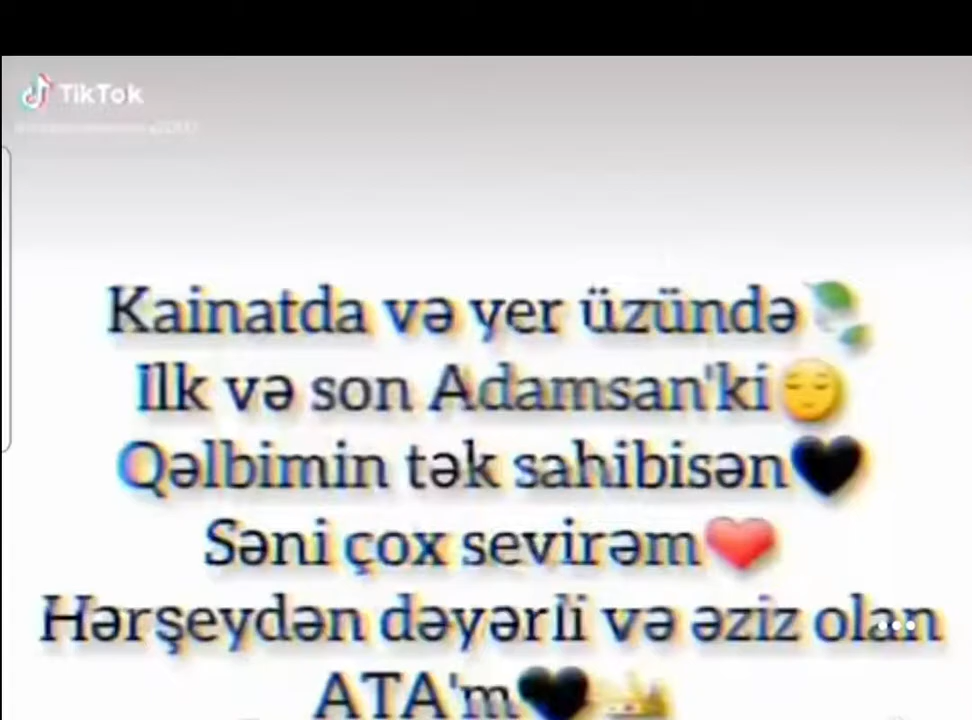 TikTok
Kainatda və yer üzündə🍃
Ilk və son Adamsan'ki😌
Qəlbimin tək sahibisən🖤
Səni çox sevirəm❤️
Hərşeydən dəyərli və əziz olan
ATA'm🖤👑